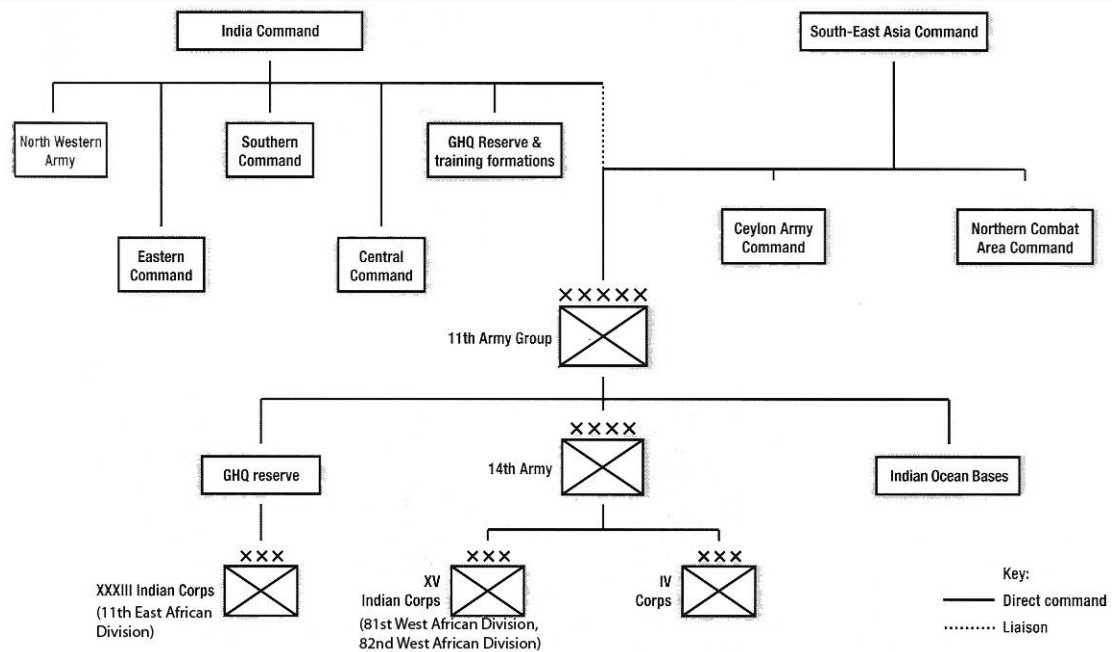 India Command
South-East Asia Command
North Western
Army
Southern
Command
GHQ Reserve &
training formations
Eastern
Command
Central
Command
Ceylon Army
Command
Northern Combat
Area Command
×××××
11th Army Group
××××
14th Army
GHQ reserve
Indian Ocean Bases
×××
XXXIII Indian Corps
(11th East African
Division)
×××
XV
Indian Corps
(81st West African Division,
82nd West African Division)
×××
IV
Corps
Key:
Direct command
Liaison